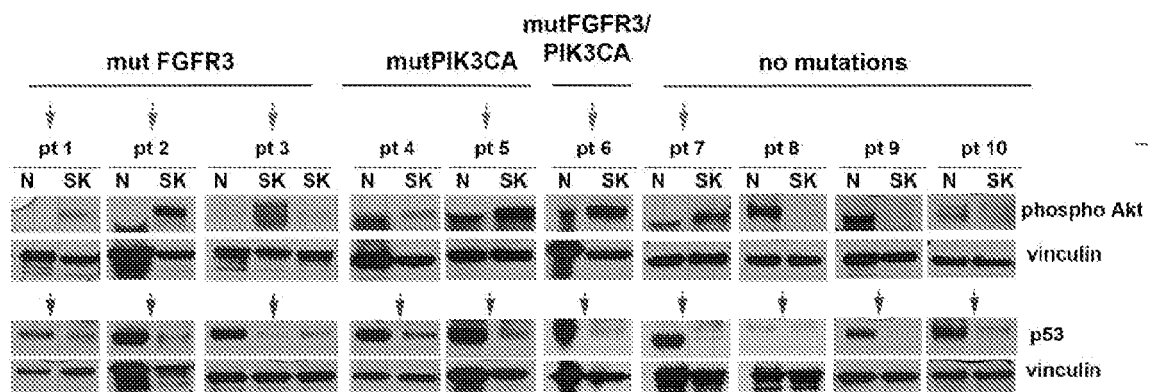 mutFGFR3/
PIK3CA
mut FGFR3
mutPIK3CA
no mutations
pt 1 pt 2 pt 3 pt 4 pt 5 pt 6 pt 7 pt 8 pt 9 pt 10
N SK N SK N SK SK N SK N SK N SK N SK N SK N SK N SK
phospho Akt
vinculin
p53
vinculin